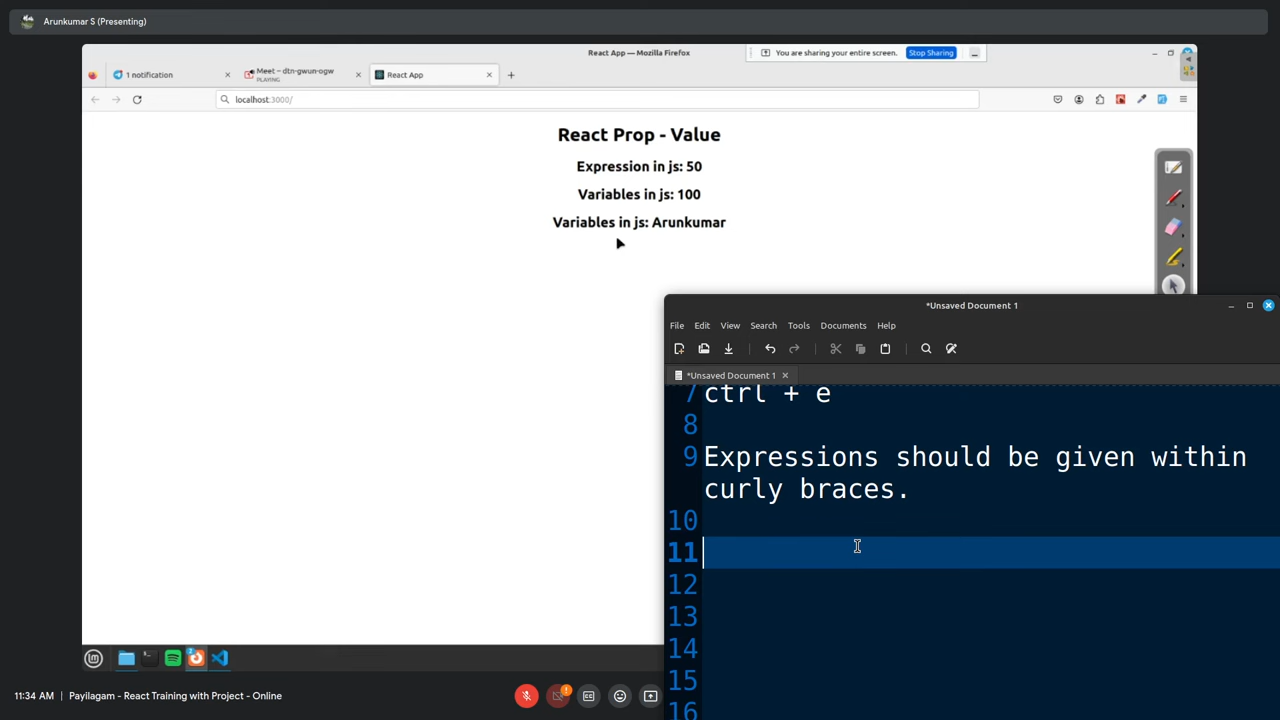 Arunkumar S (Presenting)
React App — Mozilla Firefox
You are sharing your entire screen.
Stop Sharing
1 notification
Meet – dtn-gwun-ogw
PLAYING
React App
localhost:3000/
React Prop - Value
Expression in js: 50
Variables in js: 100
Variables in js: Arunkumar
*Unsaved Document 1
File Edit View Search Tools Documents Help
*Unsaved Document 1
7 ctrl + e
8
9 Expressions should be given within
curly braces.
10
11
12
13
14
15
16
11:34 AM | Payilagam - React Training with Project - Online